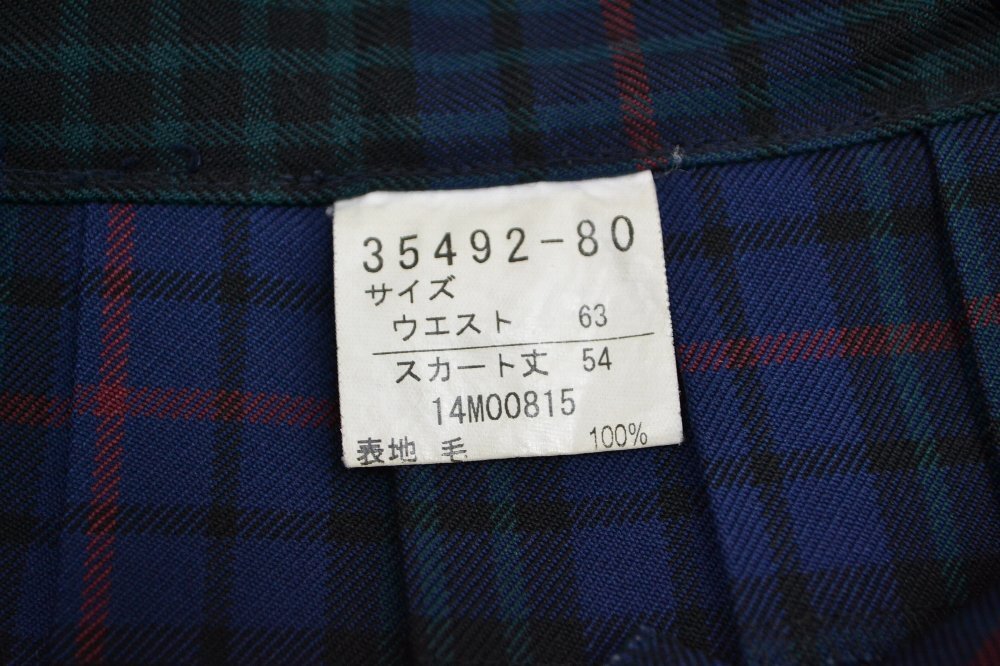 35492-80
サイズ
ウエスト 63
スカート丈 54
14M00815
表地 毛 100%